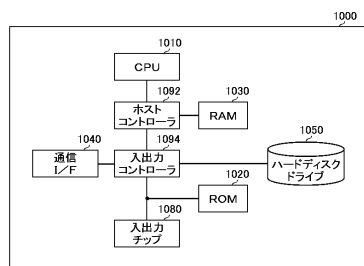 1000
1010
CPU
1092
ホスト
コントローラ
1030
RAM
1040
通信
I/F
1094
入出力
コントローラ
1050
ハードディスク
ドライブ
1020
ROM
1080
入出力
チップ